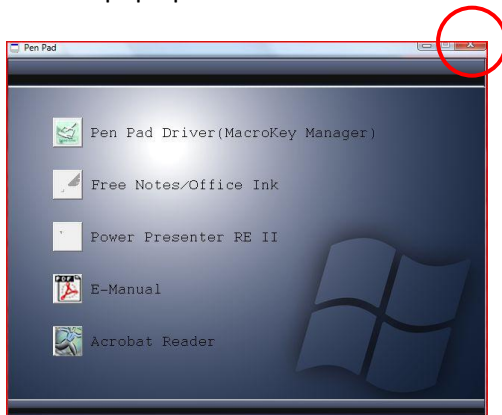 Pen Pad
Pen Pad Driver(MacroKey Manager)
Free Notes/Office Ink
Power Presenter RE II
E-Manual
Acrobat Reader